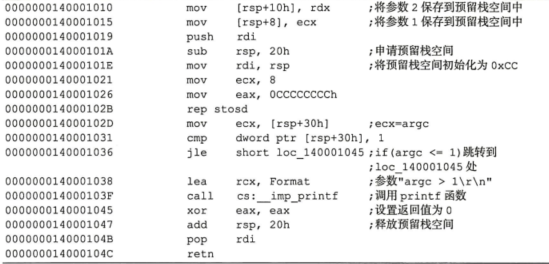 0000000140001010 mov [rsp+10h], rdx ;将参数 2 保存到预留栈空间中
0000000140001015 mov [rsp+8], ecx ;将参数 1 保存到预留栈空间中
0000000140001019 push rdi
000000014000101A sub rsp, 20h ;申请预留栈空间
000000014000101E mov rdi, rsp ;将预留栈空间初始化为 0xCC
0000000140001021 mov ecx, 8
0000000140001026 mov eax, 0CCCCCCCCh
000000014000102B rep stosd
000000014000102D mov ecx, [rsp+30h] ;ecx=argc
0000000140001031 cmp dword ptr [rsp+30h], 1
0000000140001036 jle short loc_140001045 ;if(argc <= 1)跳转到
;loc_140001045 处
0000000140001038 lea rcx, Format ;参数"argc > 1\r\n"
000000014000103F call cs:__imp_printf ;调用 printf 函数
0000000140001045 xor eax, eax ;设置返回值为 0
0000000140001047 add rsp, 20h ;释放预留栈空间
000000014000104B pop rdi
000000014000104C retn